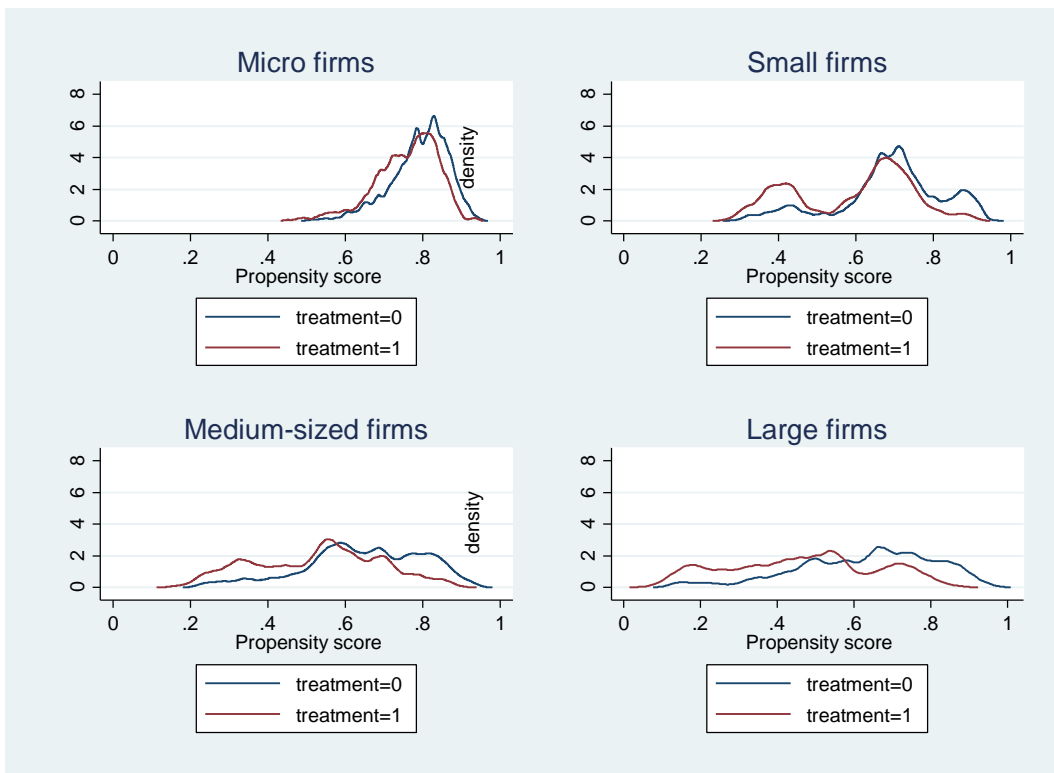 Micro firms
8
6
4
2
0
density
0 .2 .4 .6 .8 1
Propensity score
treatment=0
treatment=1
Small firms
8
6
4
2
0
0 .2 .4 .6 .8 1
Propensity score
treatment=0
treatment=1
Medium-sized firms
8
6
4
2
0
density
0 .2 .4 .6 .8 1
Propensity score
treatment=0
treatment=1
Large firms
8
6
4
2
0
0 .2 .4 .6 .8 1
Propensity score
treatment=0
treatment=1